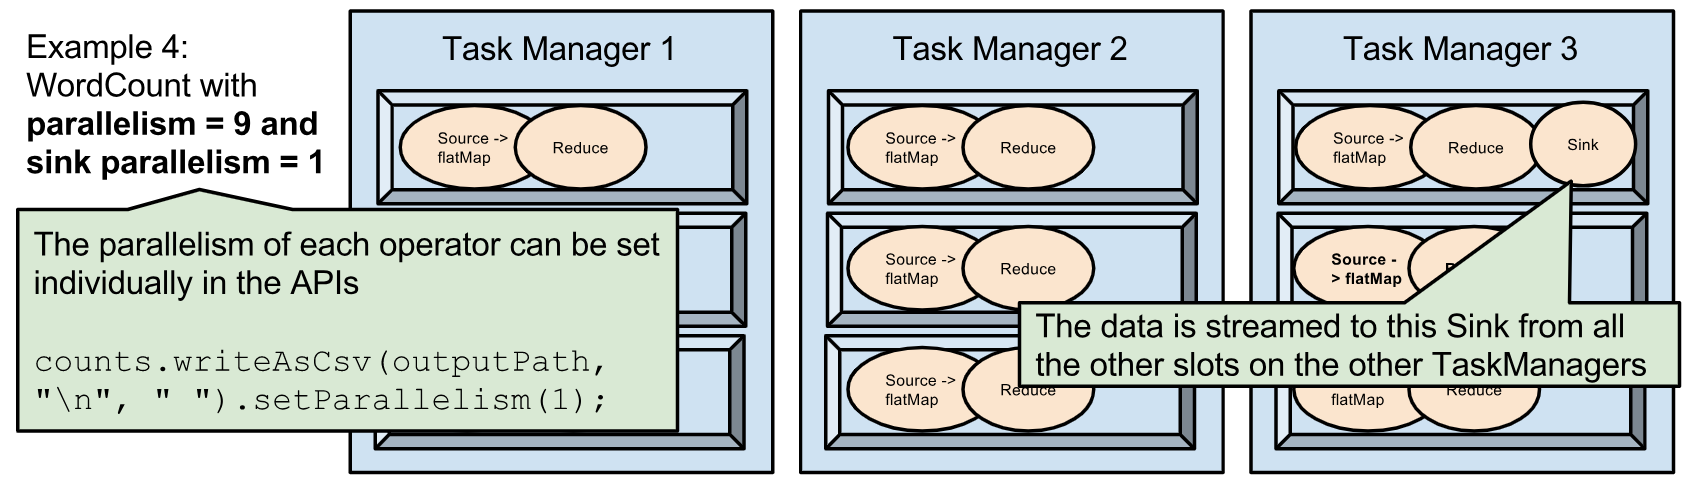 Example 4:
WordCount with
parallelism = 9 and
sink parallelism = 1
The parallelism of each operator can be set
individually in the APIs
counts.writeAsCsv(outputPath,
"\n", " ").setParallelism(1);
Task Manager 1
Source ->
flatMap
Reduce
Task Manager 2
Source ->
flatMap
Reduce
Source ->
flatMap
Reduce
Source ->
flatMap
Reduce
Task Manager 3
Source ->
flatMap
Reduce
Sink
Source -
> flatMap
The data is streamed to this Sink from all
the other slots on the other TaskManagers
flatMap
Reduce